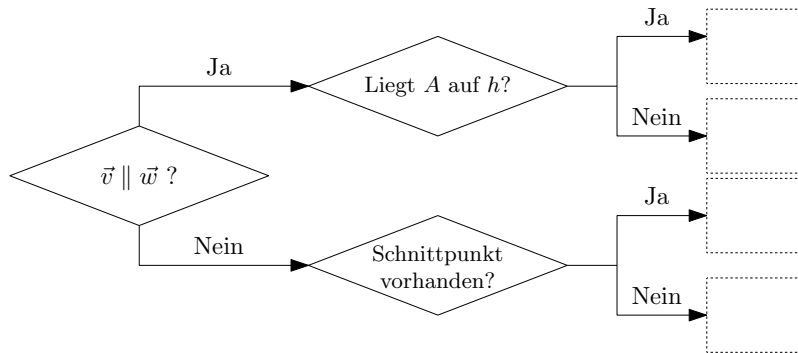 Ja
Ja
Liegt A auf h?
Nein
v⃗ ∥ w⃗ ?
Ja
Nein
Schnittpunkt
vorhanden?
Nein